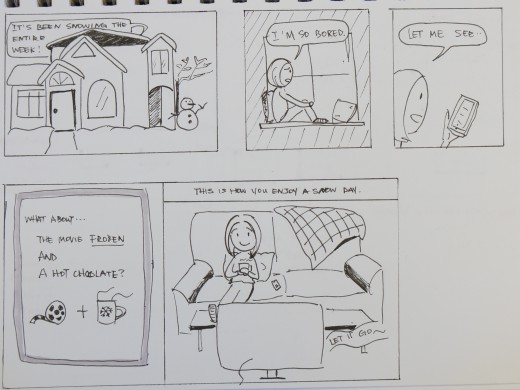 IT'S BEEN SNOWING THE
ENTIRE
WEEK!
I'M SO BORED.
LET ME SEE..
WHAT ABOUT...
THE MOVIE FROZEN
AND
A HOT CHOCLATE?
THIS IS HOW YOU ENJOY A SNOW DAY.
LET IT GO~